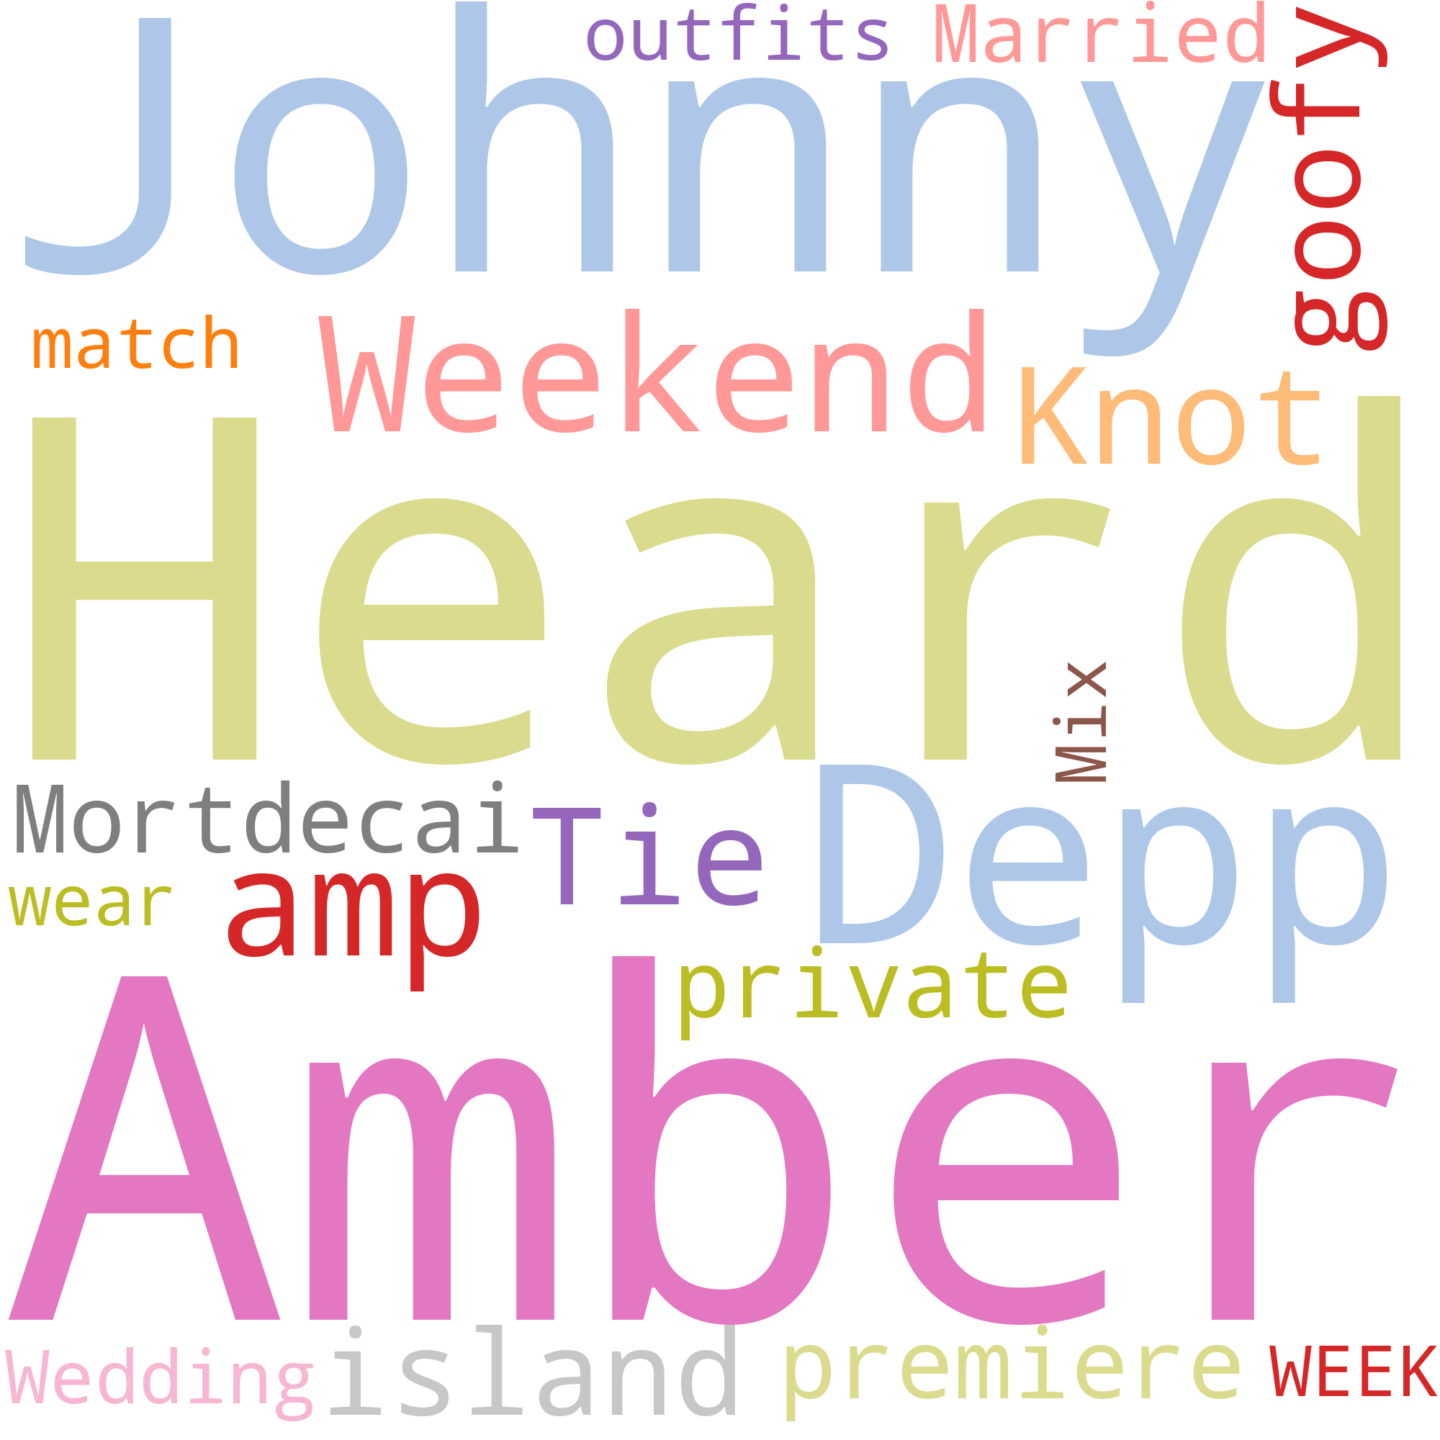 outfits Married
Johnny
goofy
match Weekend Knot
Heard
Mix
Mortdecai Tie Depp
wear amp
private
Amber
Wedding island premiere WEEK